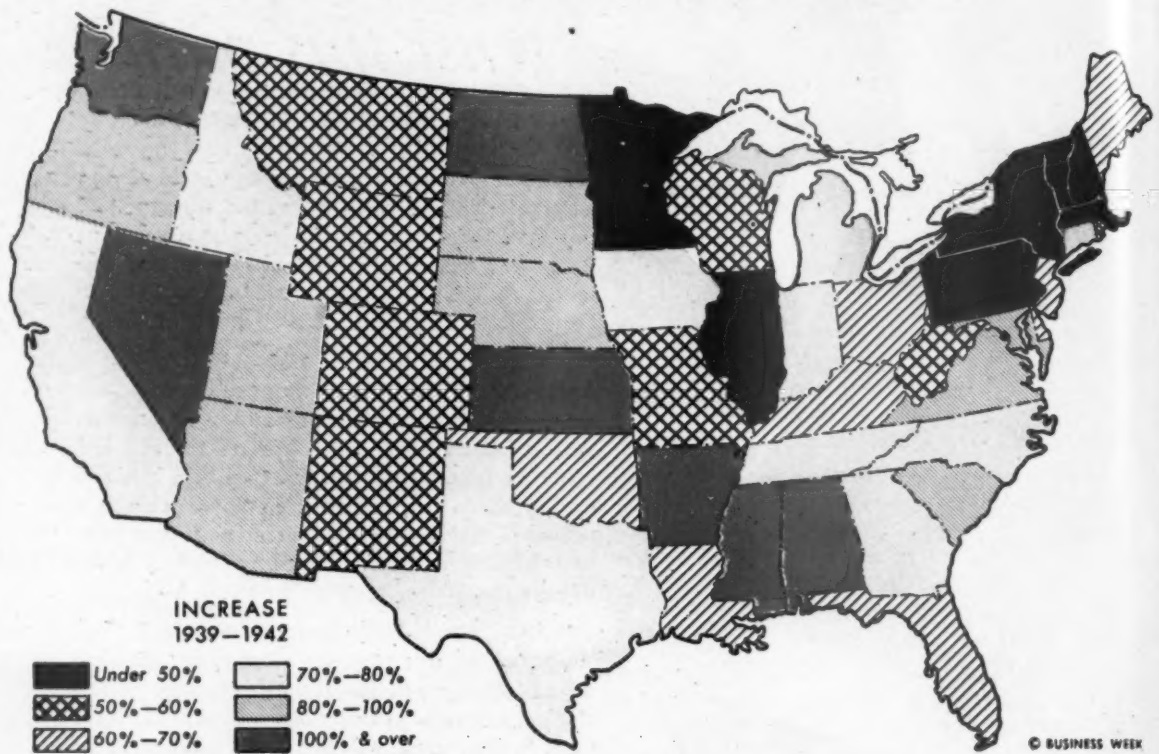 INCREASE
1939—1942
Under 50%
50%—60%
60%—70%
70%—80%
80%—100%
100% & over
© BUSINESS WEEK